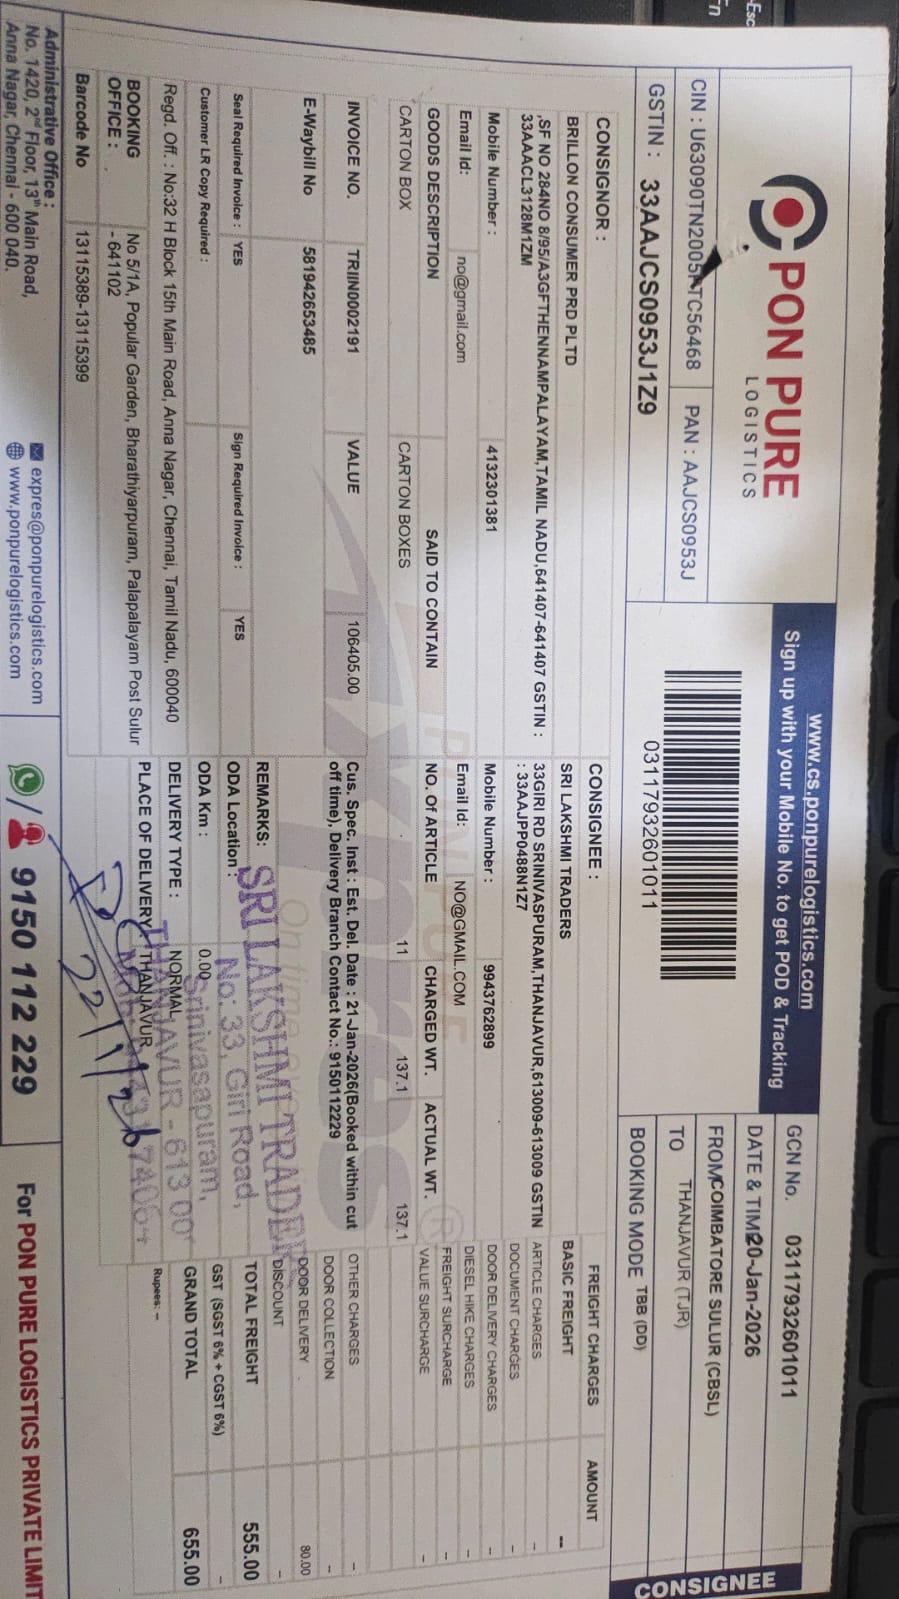 PON PURE
LOGISTICS
www.cs.ponpurelogistics.com
Sign up with your Mobile No. to get POD & Tracking
CIN : U63090TN2005PTC56468 PAN : AAJCS0953J
GSTIN : 33AAJCS0953J1Z9
0311793260101​1
GCN No. 03117932601011
DATE & TIME 20-Jan-2026
FROM COIMBATORE SULUR (CBSL)
TO THANJAVUR (TJR)
BOOKING MODE TBB (DD)
CONSIGNEE
CONSIGNOR :
BRILLON CONSUMER PRD PLTD
,SF NO 284NO 8/95/A3GFTHENNAMPALAYAM,TAMIL NADU,641407-641407 GSTIN :
33AAACL3128M1ZM
Mobile Number : 4132301381
Email Id: no@gmail.com
CONSIGNEE :
SRI LAKSHMI TRADERS
33GIRI RD SRINIVASPURAM,THANJAVUR,613009-613009 GSTIN
: 33AAJPP0488N1Z7
Mobile Number : 9943762899
Email Id: NO@GMAIL.COM
GOODS DESCRIPTION SAID TO CONTAIN NO. Of ARTICLE CHARGED WT. ACTUAL WT.
CARTON BOX CARTON BOXES 11 137.1 137.1
INVOICE NO. TRIIN0002191 VALUE 106405.00
E-Waybill No 581942653485
Cus. Spec. Inst : Est. Del. Date : 21-Jan-2026(Booked within cut
off time), Delivery Branch Contact No.: 9150112229
Seal Required Invoice : YES Sign Required Invoice : YES
Customer LR Copy Required :
REMARKS:
ODA Location :
ODA Km : 0.00
DELIVERY TYPE : NORMAL
PLACE OF DELIVERY THANJAVUR
SRI LAKSHMI TRADER
No: 33, Giri Road,
Srinivasapuram,
THANJAVUR - 613 00
22/1/26
FREIGHT CHARGES AMOUNT
BASIC FREIGHT --
ARTICLE CHARGES -
DOCUMENT CHARGES -
DOOR DELIVERY CHARGES -
DIESEL HIKE CHARGES -
FREIGHT SURCHARGE -
VALUE SURCHARGE -
OTHER CHARGES -
DOOR COLLECTION -
DOOR DELIVERY 80.00
DISCOUNT -
TOTAL FREIGHT 555.00
GST (SGST 6% + CGST 6%) -
GRAND TOTAL 655.00
Rupees: --
Regd. Off. : No:32 H Block 15th Main Road, Anna Nagar, Chennai, Tamil Nadu, 600040
BOOKING OFFICE : No 5/1A, Popular Garden, Bharathiyarpuram, Palapalayam Post Sulur
- 641102
Barcode No 13115389-13115399
Administrative Office :
No. 1420, 2nd Floor, 13th Main Road,
Anna Nagar, Chennai - 600 040.
expres@ponpurelogistics.com
www.ponpurelogistics.com
9150 112 229
For PON PURE LOGISTICS PRIVATE LIMIT
-Esc